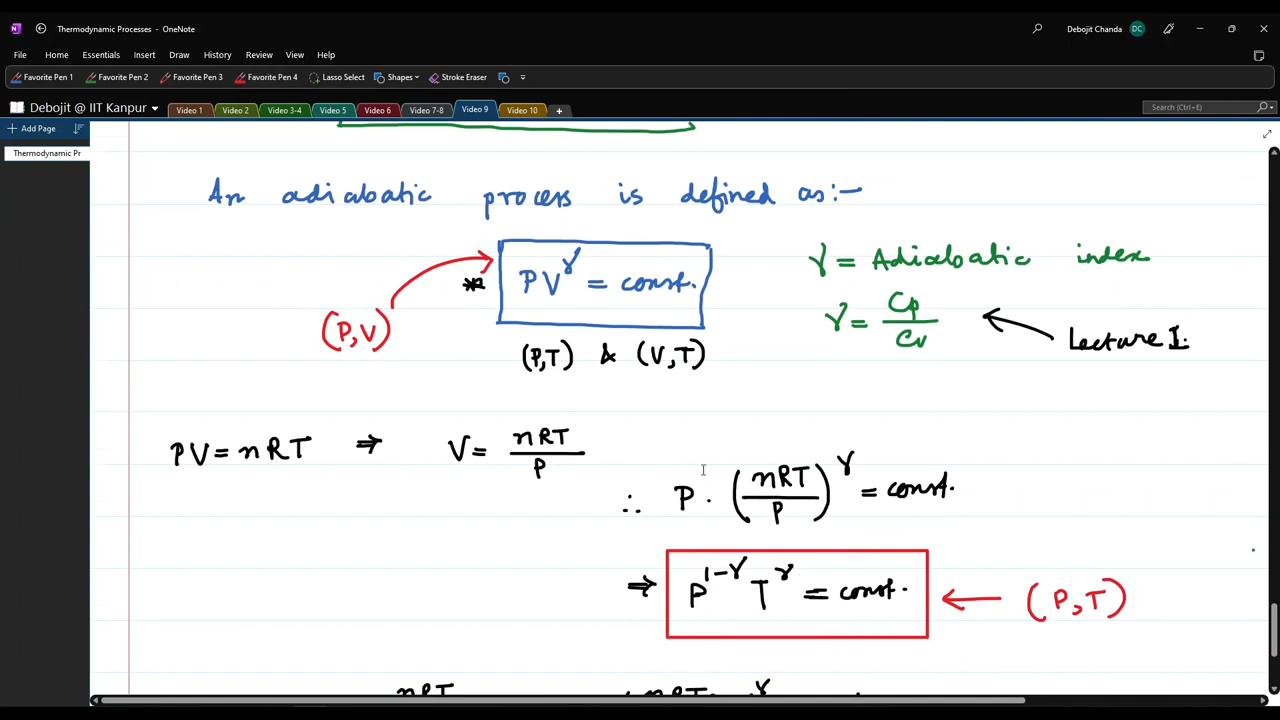 Thermodynamic Processes - OneNote
Debojit Chanda DC
File Home Essentials Insert Draw History Review View Help
Favorite Pen 1 Favorite Pen 2 Favorite Pen 3 Favorite Pen 4 Lasso Select Shapes Stroke Eraser
Debojit @ IIT Kanpur Video 1 Video 2 Video 3-4 Video 5 Video 6 Video 7-8 Video 9 Video 10 + Search (Ctrl+E)
+ Add Page
Thermodynamic Pr
An adiabatic process is defined as:-
PV^γ = const.
γ = Adiabatic index
γ = Cp/Cv
Lecture I.
(P,V)
(P,T) & (V,T)
PV = nRT ⇒ V = nRT/P
∴ P · (nRT/P)^γ = const.
⇒ P^1-γ T^γ = const. ← (P,T)
nRT (nRT γ